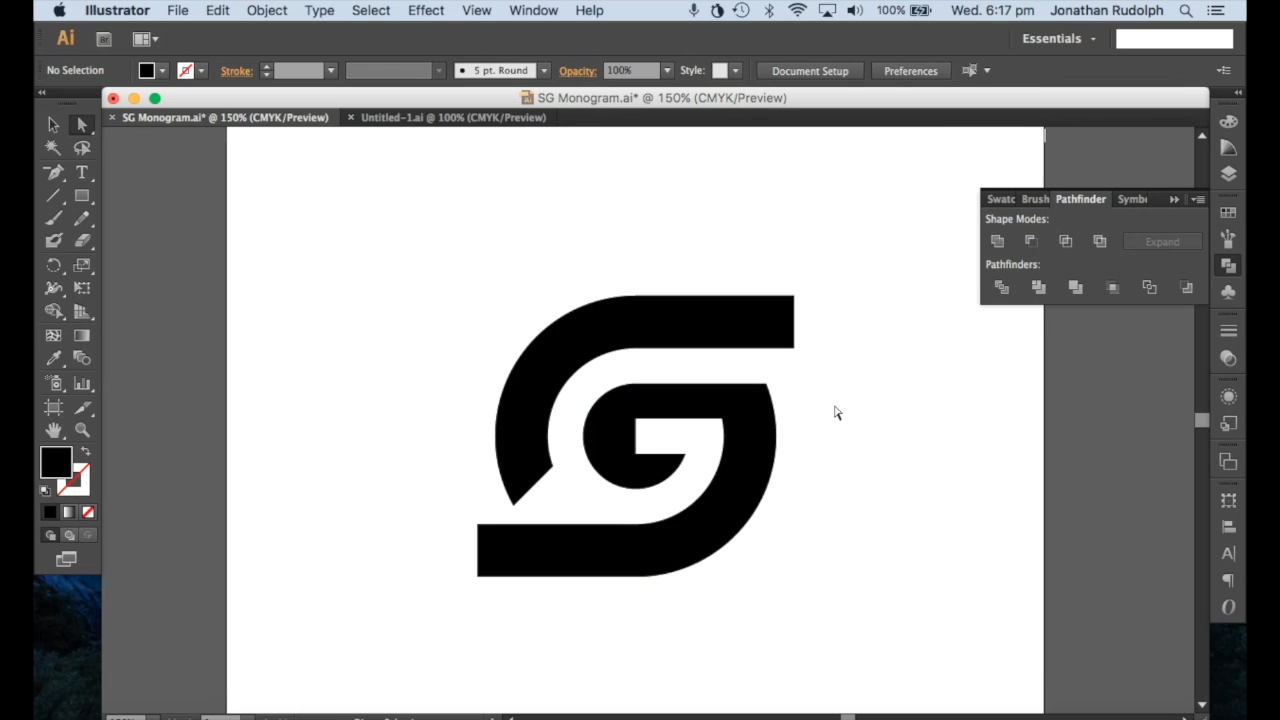 Illustrator File Edit Object Type Select Effect View Window Help 100% Wed. 6:17 pm Jonathan Rudolph
Ai Br Essentials
No Selection Stroke: 5 pt. Round Opacity: 100% Style: Document Setup Preferences
SG Monogram.ai* @ 150% (CMYK/Preview)
× SG Monogram.ai* @ 150% (CMYK/Preview) × Untitled-1.ai @ 100% (CMYK/Preview)
Swatc Brush Pathfinder Symb
Shape Modes:
Expand
Pathfinders: